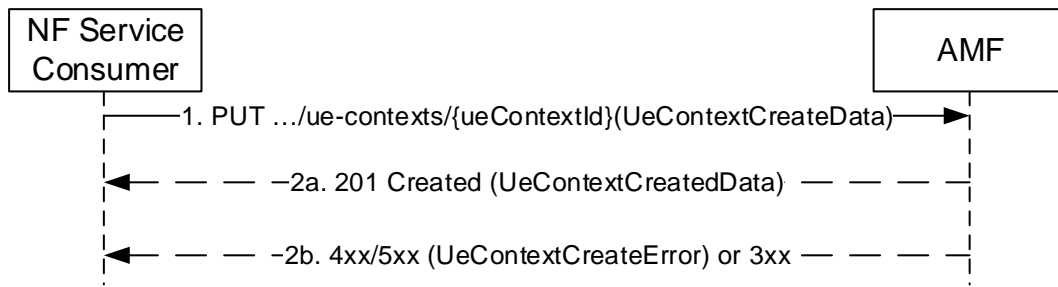 NF Service
Consumer
AMF
1. PUT …/ue-contexts/{ueContextId}(UeContextCreateData)
2a. 201 Created (UeContextCreatedData)
2b. 4xx/5xx (UeContextCreateError) or 3xx